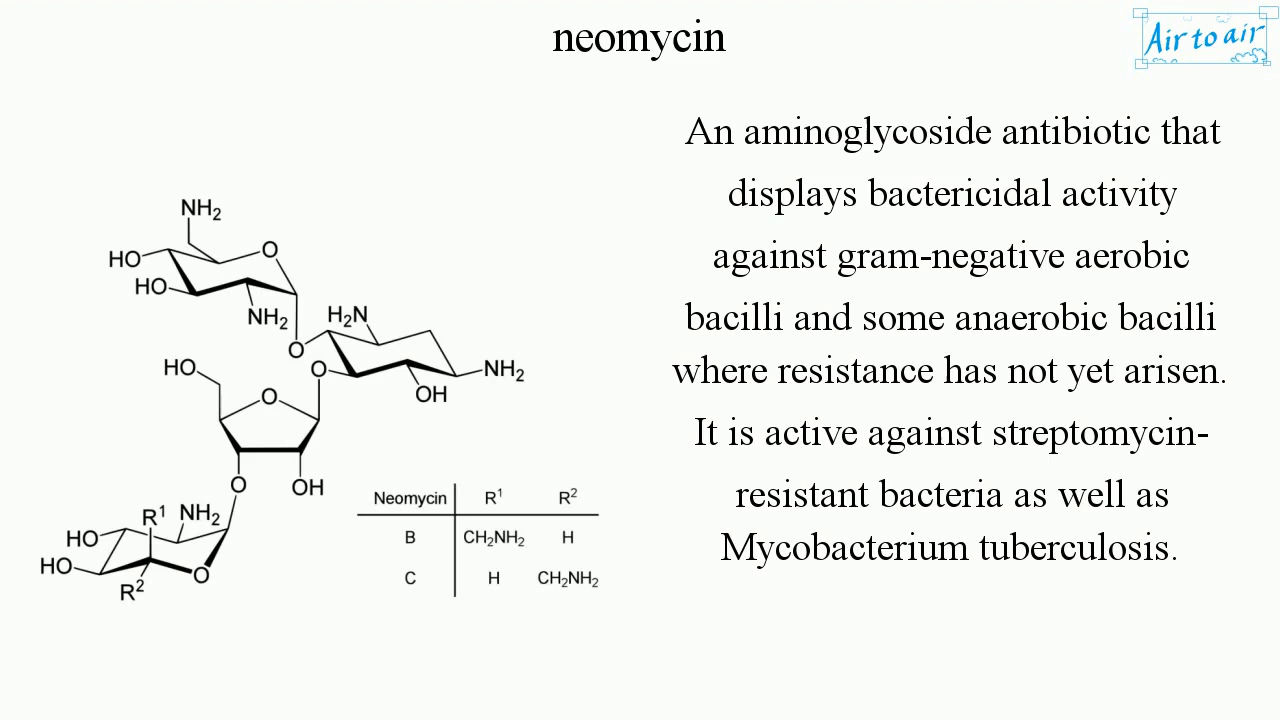 neomycin
Air to air
An aminoglycoside antibiotic that
displays bactericidal activity
against gram-negative aerobic
bacilli and some anaerobic bacilli
where resistance has not yet arisen.
It is active against streptomycin-
resistant bacteria as well as
Mycobacterium tuberculosis.
NH₂
HO
O
HO
NH₂
H₂N
O
HO
O
NH₂
O
OH
O
OH
R¹
NH₂
HO
HO
O
R²
Neomycin R¹ R²
B CH₂NH₂ H
C H CH₂NH₂